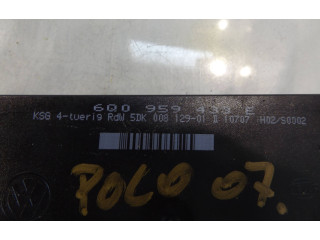 6Q0 959 433 E
KSG 4-tuerig RdW 5DK 008 129-01 D 10707 H02/S0002
POLO 07.